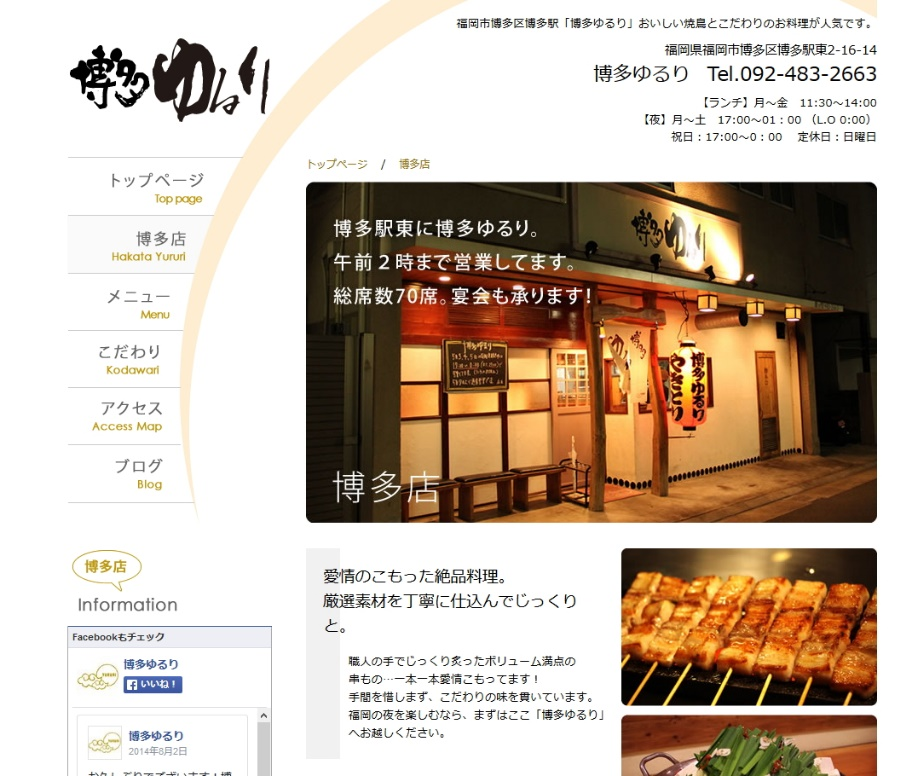 福岡市博多区博多駅「博多ゆるり」おいしい焼鳥とこだわりのお料理が人気です。
博多ゆるり
福岡県福岡市博多区博多駅東2-16-14
博多ゆるり Tel.092-483-2663
【ランチ】月～金 11:30～14:00
【夜】月～土 17:00～01：00 （L.O 0:00）
祝日：17:00～0：00 定休日：日曜日
トップページ / 博多店
トップページ
Top page
博多店
Hakata Yururi
メニュー
Menu
こだわり
Kodawari
アクセス
Access Map
ブログ
Blog
博多駅東に博多ゆるり。
午前２時まで営業してます。
総席数70席。宴会も承ります！
博多ゆるり
博多ゆるり
博多ゆるり
やきとり
博多店
博多店
Information
Facebookもチェック
博多ゆるり
いいね！
博多ゆるり
2014年8月2日
愛情のこもった絶品料理。
厳選素材を丁寧に仕込んでじっくり
と。
職人の手でじっくり炙ったボリューム満点の
串もの…一本一本愛情こもってます！
手間を惜しまず、こだわりの味を貫いています。
福岡の夜を楽しむなら、まずはここ「博多ゆるり」
へお越しください。